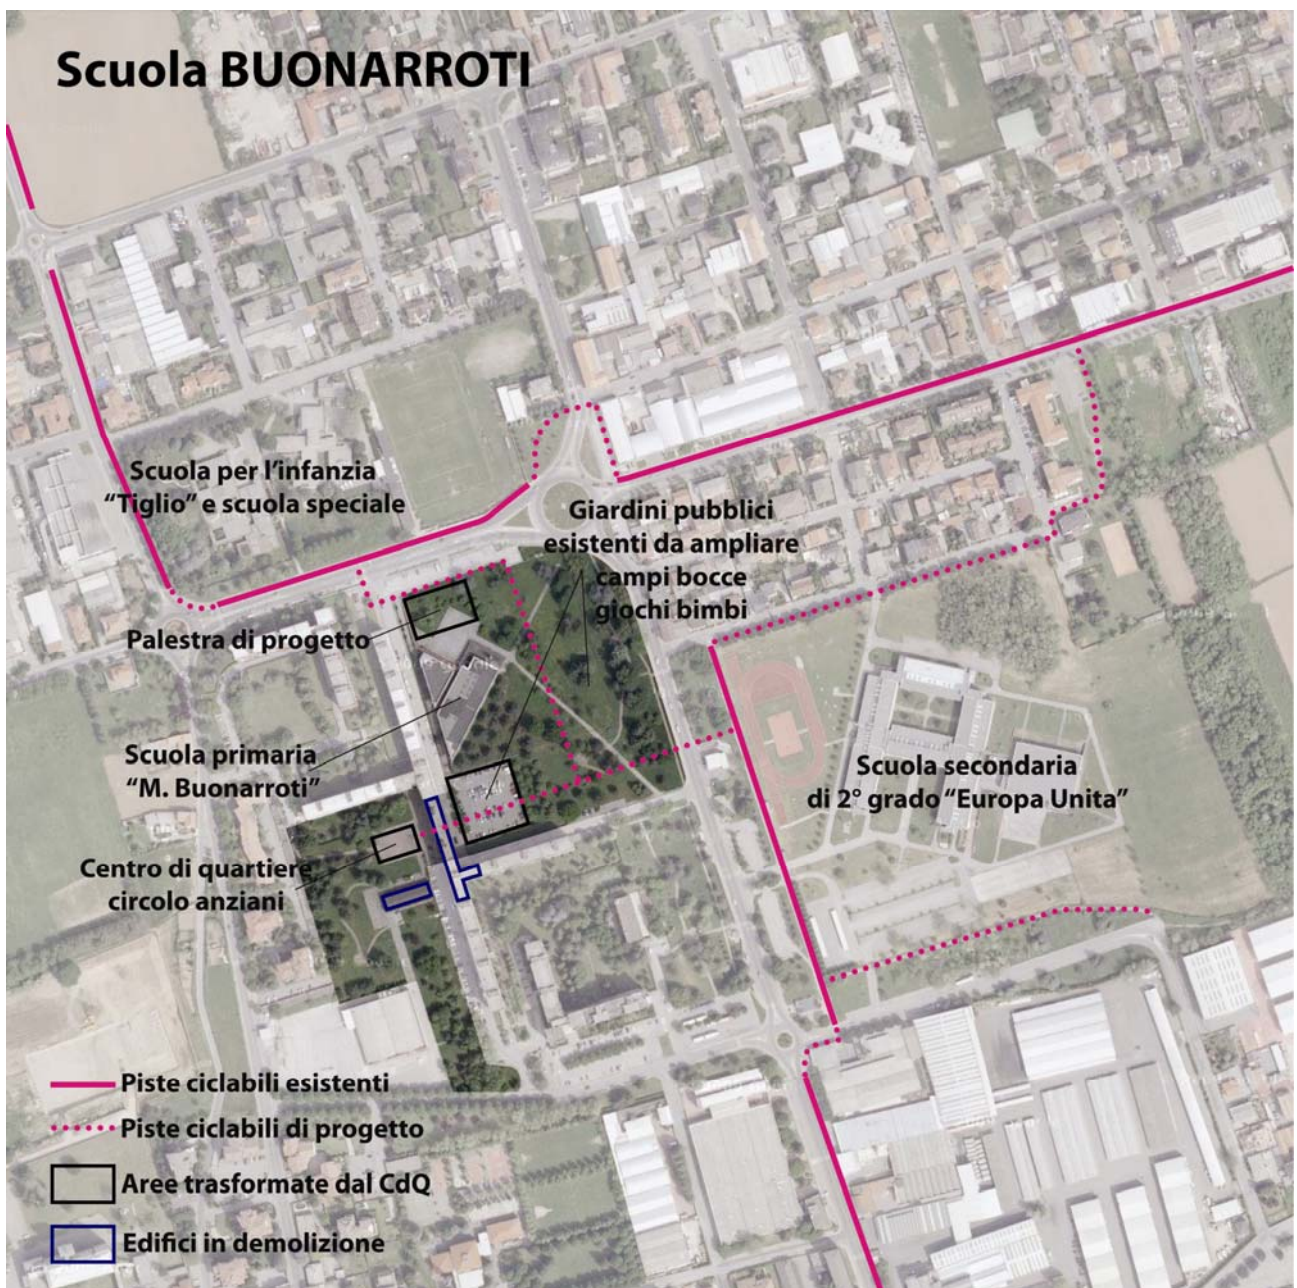 Scuola BUONARROTI
Scuola per l'infanzia
“Tiglio” e scuola speciale
Giardini pubblici
esistenti da ampliare
campi bocce
giochi bimbi
Palestra di progetto
Scuola primaria
“M. Buonarroti”
Scuola secondaria
di 2° grado “Europa Unita”
Centro di quartiere
circolo anziani
Piste ciclabili esistenti
Piste ciclabili di progetto
Aree trasformate dal CdQ
Edifici in demolizione